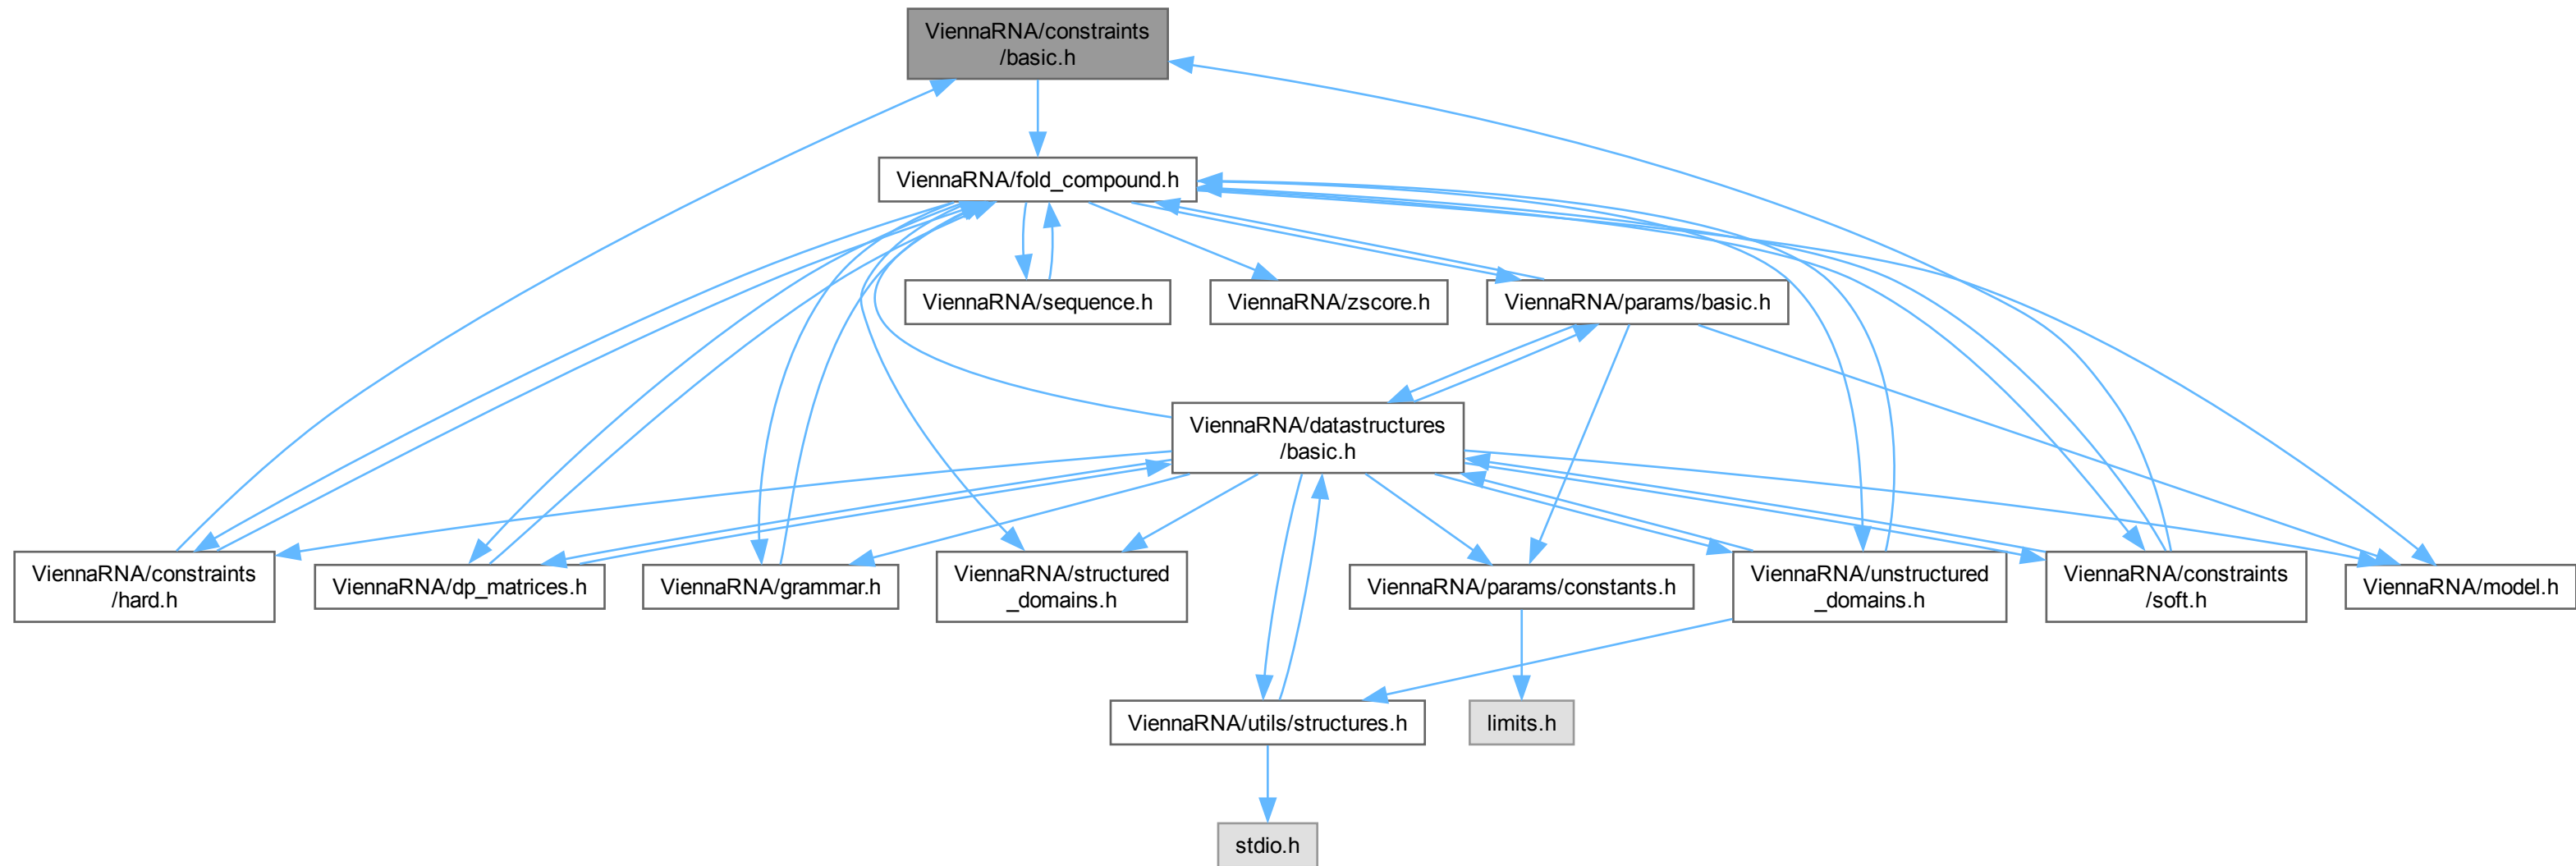 ViennaRNA/constraints
/basic.h
ViennaRNA/fold_compound.h
ViennaRNA/sequence.h
ViennaRNA/zscore.h
ViennaRNA/params/basic.h
ViennaRNA/datastructures
/basic.h
ViennaRNA/constraints
/hard.h
ViennaRNA/dp_matrices.h
ViennaRNA/grammar.h
ViennaRNA/structured
_domains.h
ViennaRNA/params/constants.h
ViennaRNA/unstructured
_domains.h
ViennaRNA/constraints
/soft.h
ViennaRNA/model.h
ViennaRNA/utils/structures.h
limits.h
stdio.h